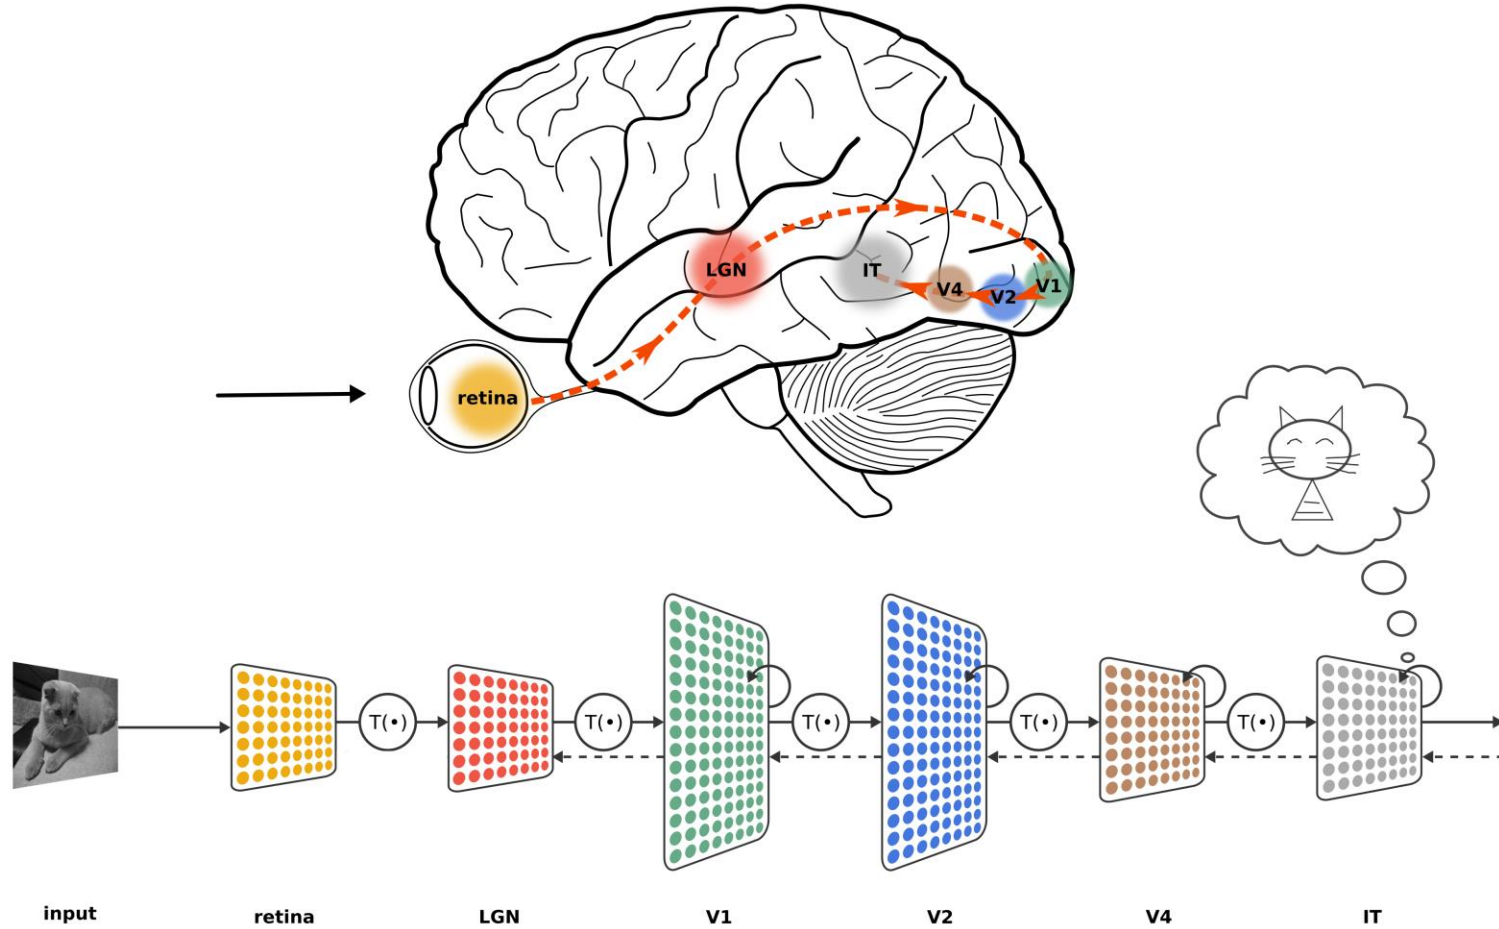 LGN
IT
V4
V2
V1
retina
T(•)
T(•)
T(•)
T(•)
T(•)
input
retina
LGN
V1
V2
V4
IT